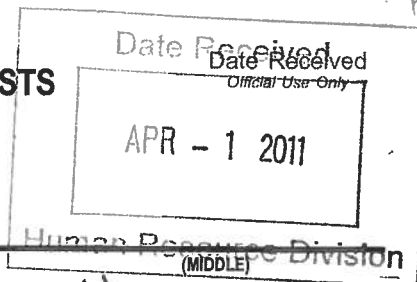 Date Received
Date Received
Official Use Only
STS
APR - 1 2011
Human Resource Division
(MIDDLE)